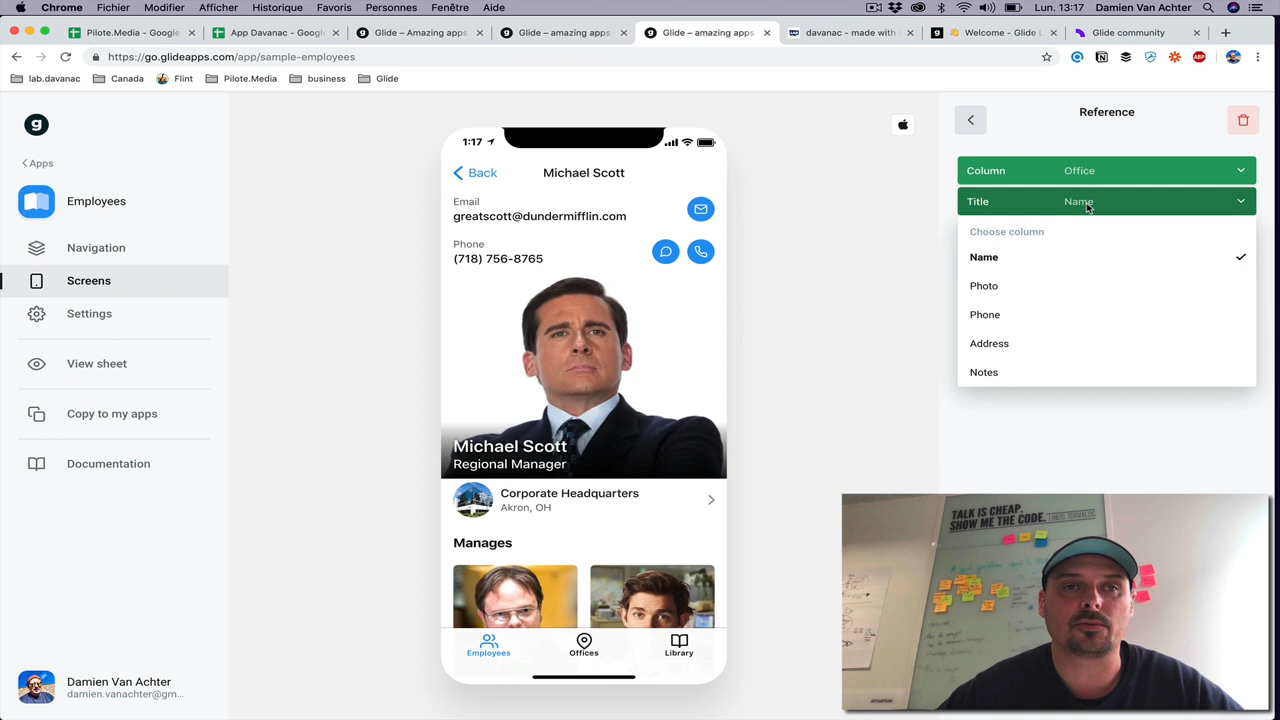 Chrome Fichier Modifier Afficher Historique Favoris Personnes Fenêtre Aide Lun. 13:17 Damien Van Achter
Pilote.Media - Google App Davanac - Google Glide – Amazing apps Glide – amazing apps Glide – amazing apps davanac - made with Welcome - Glide L Glide community
https://go.glideapps.com/app/sample-employees
lab.davanac Canada Flint Pilote.Media business Glide
g
Apps
Employees
Navigation
Screens
Settings
View sheet
Copy to my apps
Documentation
Damien Van Achter
damien.vanachter@gm...
1:17
Back Michael Scott
Email
greatscott@dundermifflin.com
Phone
(718) 756-8765
Michael Scott
Regional Manager
Corporate Headquarters
Akron, OH
Manages
Employees Offices Library
Reference
Column Office
Title Name
Choose column
Name
Photo
Phone
Address
Notes
TALK IS CHEAP.
SHOW ME THE CODE. LINUS TORVALDS